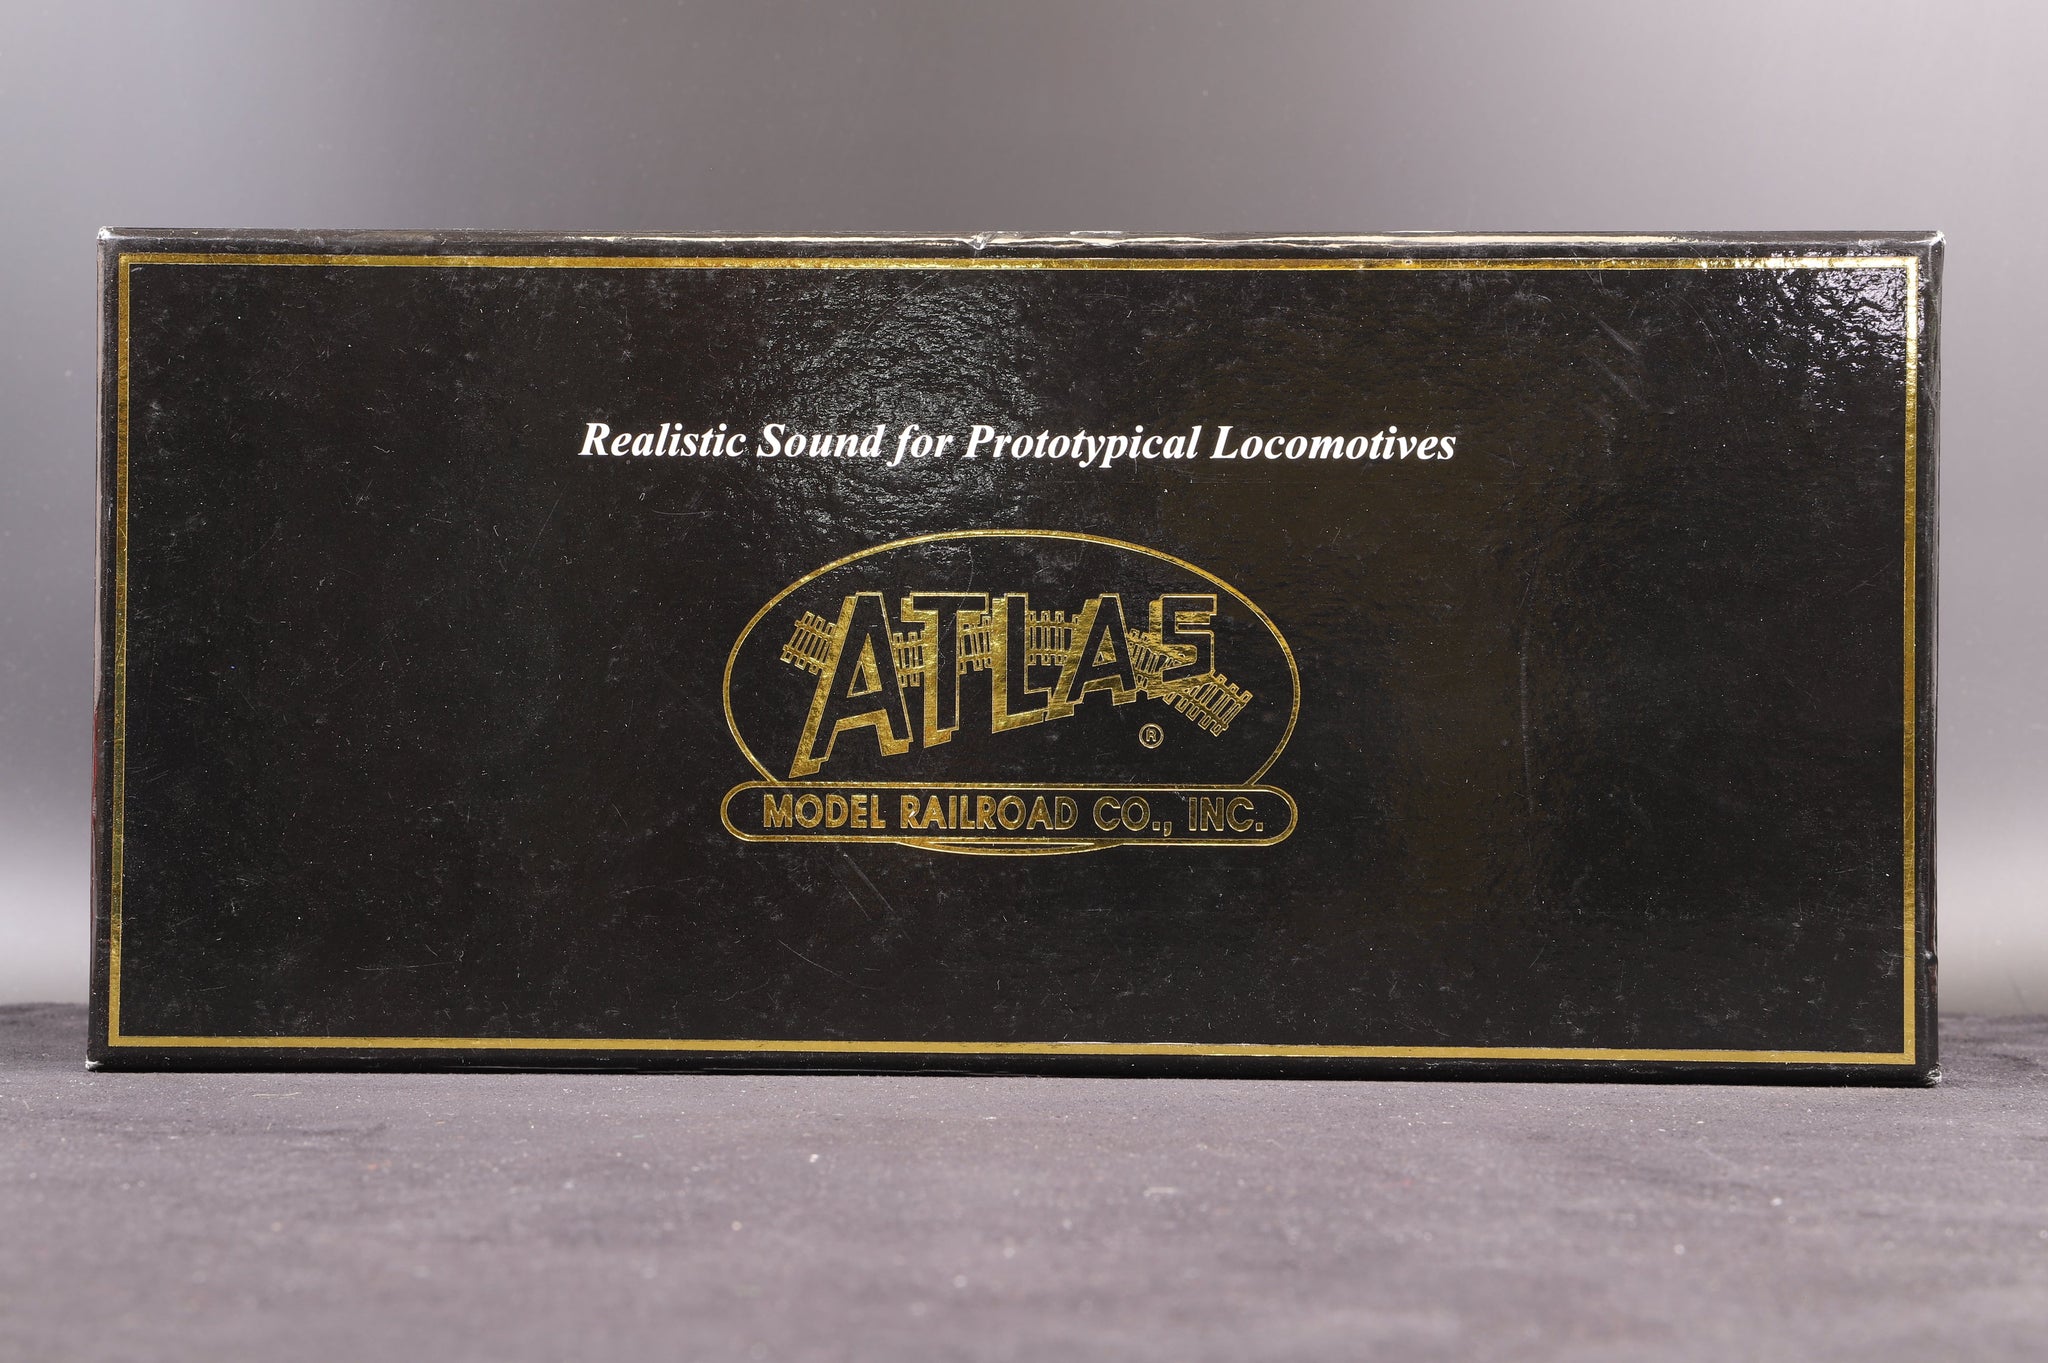 Realistic Sound for Prototypical Locomotives
ATLAS
®
MODEL RAILROAD CO., INC.